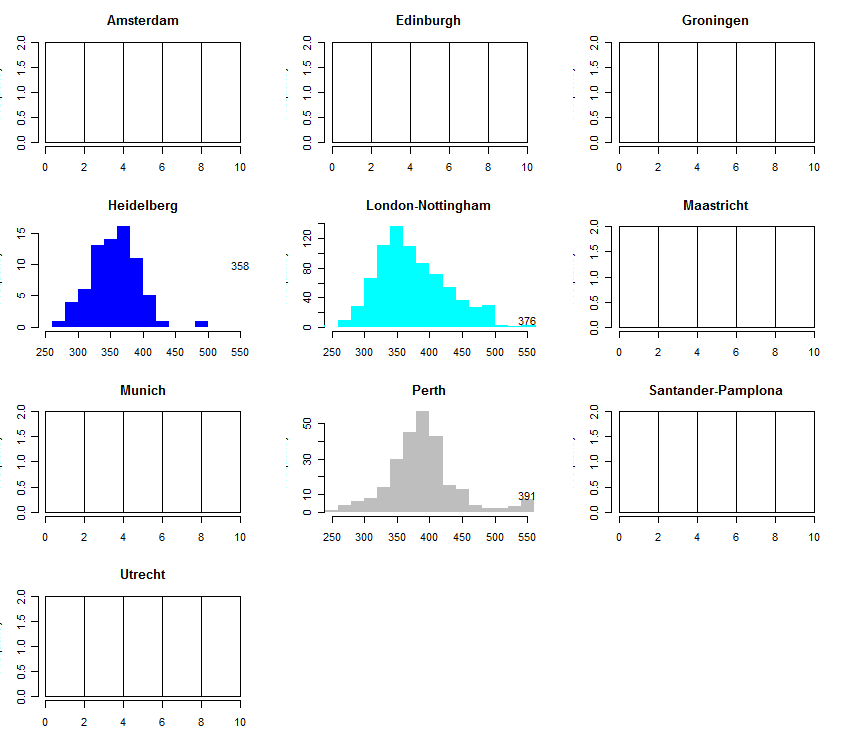 Amsterdam Edinburgh Groningen
0.0 0.5 1.0 1.5 2.0 0.0 0.5 1.0 1.5 2.0 0.0 0.5 1.0 1.5 2.0
0 2 4 6 8 10 0 2 4 6 8 10 0 2 4 6 8 10
Heidelberg London-Nottingham Maastricht
0 5 10 15 0 40 80 120 0.0 0.5 1.0 1.5 2.0
358 376
250 300 350 400 450 500 550 250 300 350 400 450 500 550 0 2 4 6 8 10
Munich Perth Santander-Pamplona
0.0 0.5 1.0 1.5 2.0 0 10 30 50 0.0 0.5 1.0 1.5 2.0
391
0 2 4 6 8 10 250 300 350 400 450 500 550 0 2 4 6 8 10
Utrecht
0.0 0.5 1.0 1.5 2.0
0 2 4 6 8 10